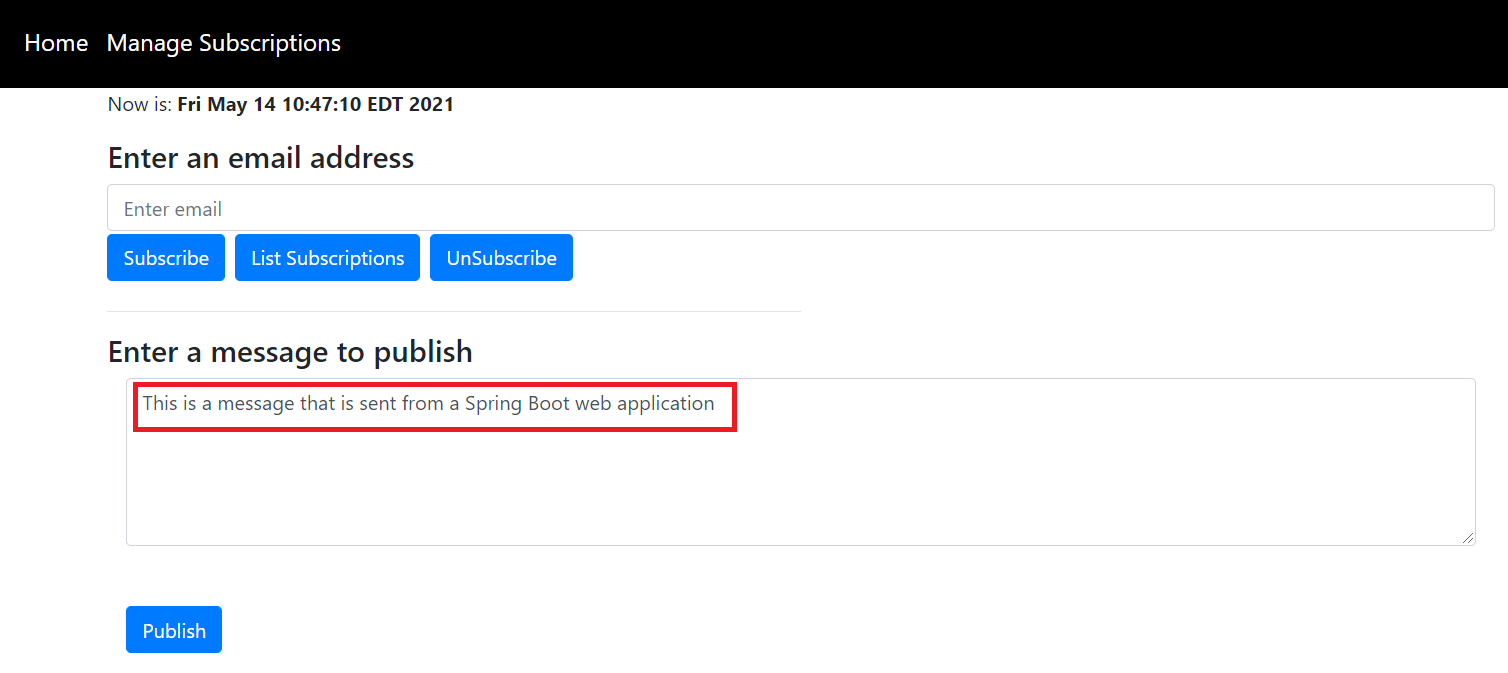 Home Manage Subscriptions
Now is: Fri May 14 10:47:10 EDT 2021
Enter an email address
Enter email
Subscribe List Subscriptions UnSubscribe
Enter a message to publish
This is a message that is sent from a Spring Boot web application
Publish